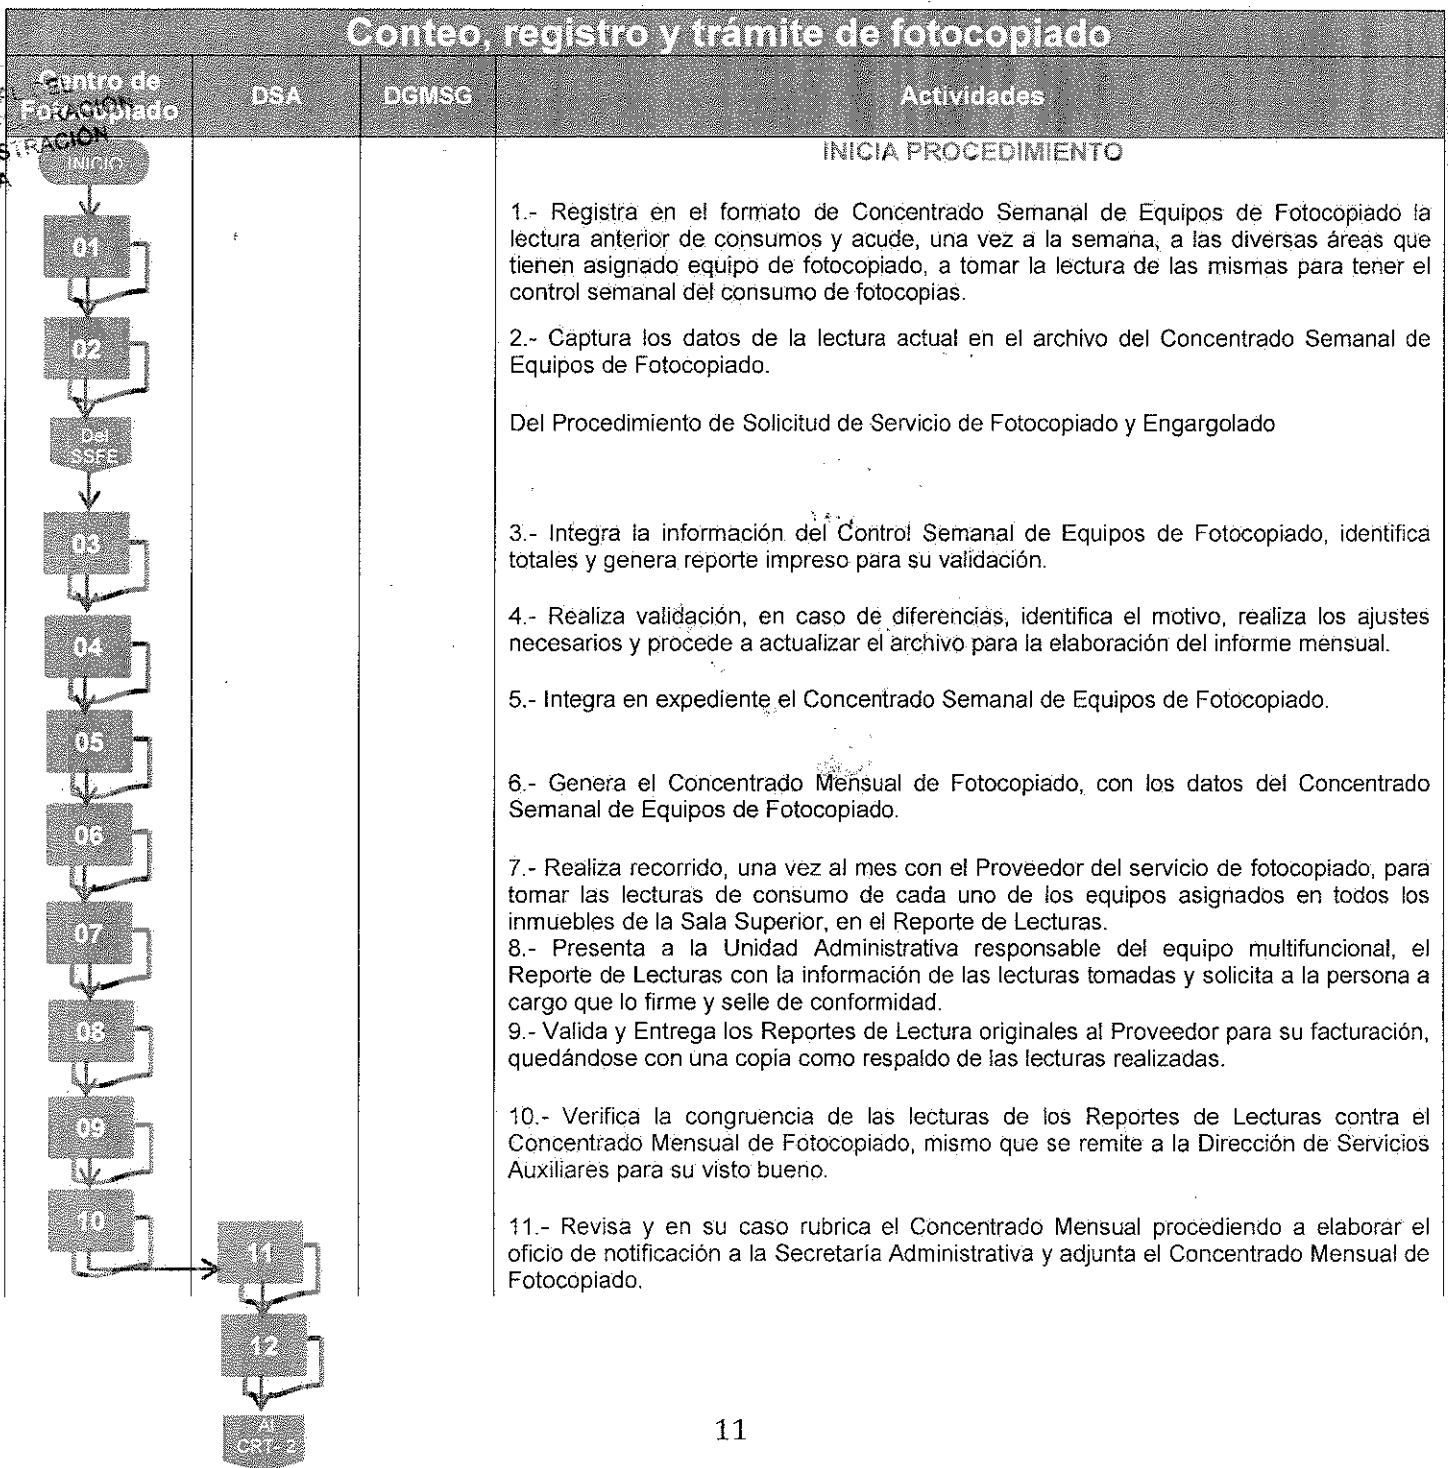 Conteo, registro y trámite de fotocopiado
Centro de
Fotocopiado
DSA
DGMSG
Actividades
RACIÓN
STRACIÓN
INICIO
INICIA PROCEDIMIENTO
01
1.- Registra en el formato de Concentrado Semanal de Equipos de Fotocopiado la
lectura anterior de consumos y acude, una vez a la semana, a las diversas áreas que
tienen asignado equipo de fotocopiado, a tomar la lectura de las mismas para tener el
control semanal del consumo de fotocopias.
02
2.- Captura los datos de la lectura actual en el archivo del Concentrado Semanal de
Equipos de Fotocopiado.
Del
SSFE
Del Procedimiento de Solicitud de Servicio de Fotocopiado y Engargolado
03
3.- Integra la información del Control Semanal de Equipos de Fotocopiado, identifica
totales y genera reporte impreso para su validación.
04
4.- Realiza validación, en caso de diferencias, identifica el motivo, realiza los ajustes
necesarios y procede a actualizar el archivo para la elaboración del informe mensual.
05
5.- Integra en expediente el Concentrado Semanal de Equipos de Fotocopiado.
06
6.- Genera el Concentrado Mensual de Fotocopiado, con los datos del Concentrado
Semanal de Equipos de Fotocopiado.
07
7.- Realiza recorrido, una vez al mes con el Proveedor del servicio de fotocopiado, para
tomar las lecturas de consumo de cada uno de los equipos asignados en todos los
inmuebles de la Sala Superior, en el Reporte de Lecturas.
08
8.- Presenta a la Unidad Administrativa responsable del equipo multifuncional, el
Reporte de Lecturas con la información de las lecturas tomadas y solicita a la persona a
cargo que lo firme y selle de conformidad.
09
9.- Valida y Entrega los Reportes de Lectura originales al Proveedor para su facturación,
quedándose con una copia como respaldo de las lecturas realizadas.
10
10.- Verifica la congruencia de las lecturas de los Reportes de Lecturas contra el
Concentrado Mensual de Fotocopiado, mismo que se remite a la Dirección de Servicios
Auxiliares para su visto bueno.
11
11.- Revisa y en su caso rubrica el Concentrado Mensual procediendo a elaborar el
oficio de notificación a la Secretaría Administrativa y adjunta el Concentrado Mensual de
Fotocopiado.
12
Al
CRT- 2
11